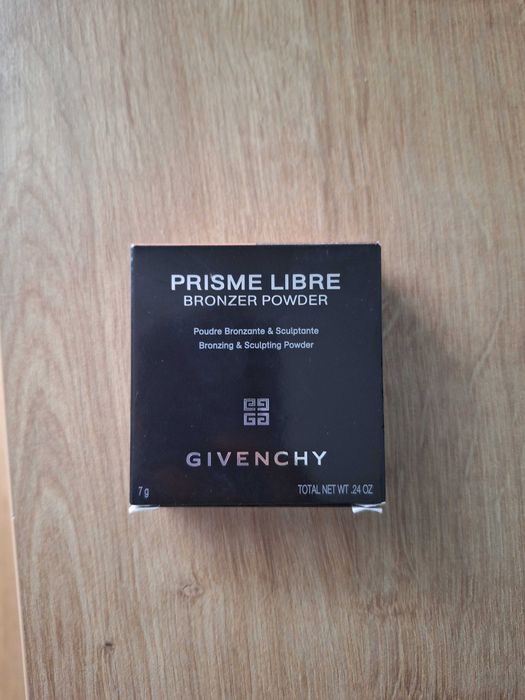 PRISME LIBRE
BRONZER POWDER
Poudre Bronzante & Sculptante
Bronzing & Sculpting Powder
GIVENCHY
7 g TOTAL NET WT .24 OZ